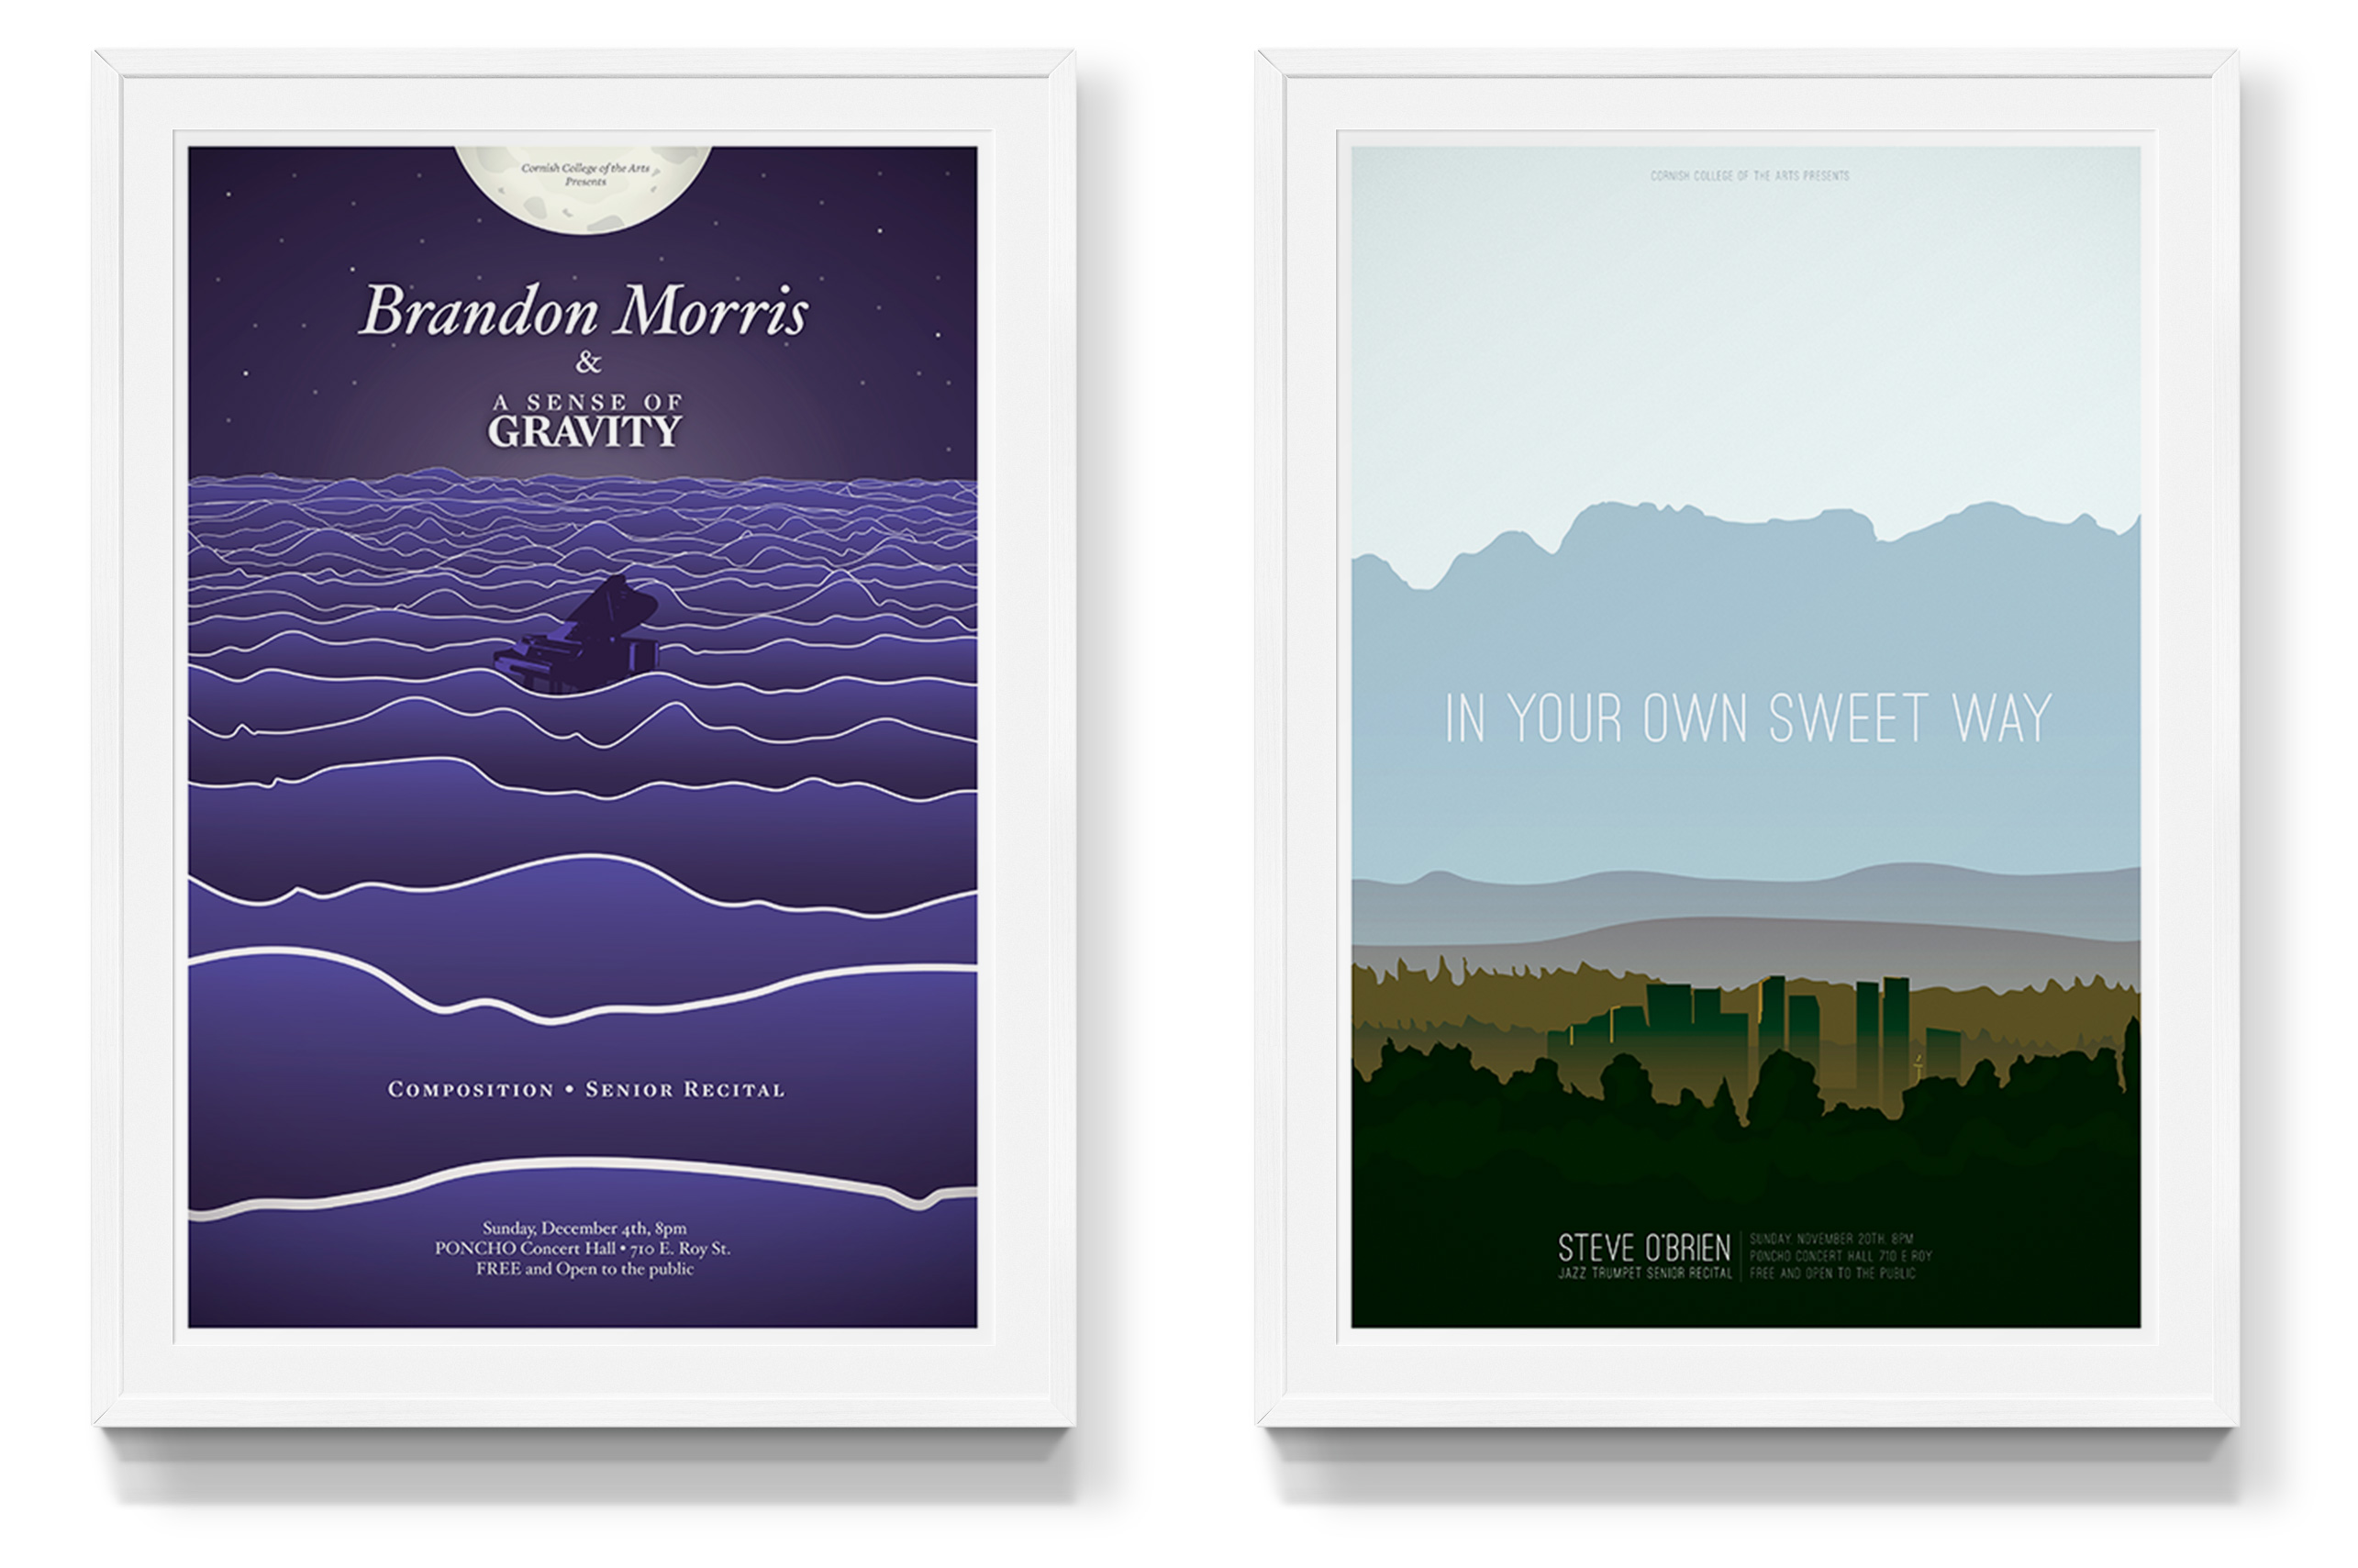 Cornish College of the Arts
Presents
Brandon Morris
&
A SENSE OF
GRAVITY
COMPOSITION • SENIOR RECITAL
Sunday, December 4th, 8pm
PONCHO Concert Hall • 710 E. Roy St.
FREE and Open to the public
CORNISH COLLEGE OF THE ARTS PRESENTS
IN YOUR OWN SWEET WAY
STEVE O'BRIEN
JAZZ TRUMPET SENIOR RECITAL
SUNDAY, NOVEMBER 20TH, 8PM
PONCHO CONCERT HALL 710 E ROY
FREE AND OPEN TO THE PUBLIC